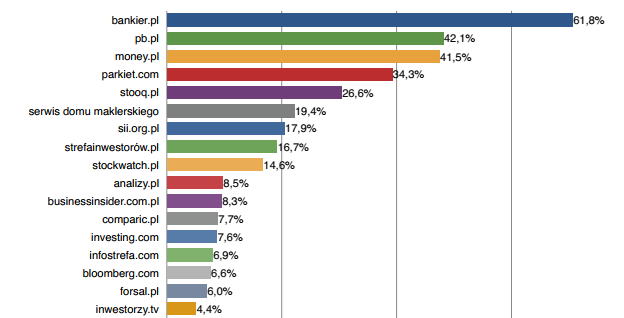 bankier.pl 61,8%
pb.pl 42,1%
money.pl 41,5%
parkiet.com 34,3%
stooq.pl 26,6%
serwis domu maklerskiego 19,4%
sii.org.pl 17,9%
strefainwestorów.pl 16,7%
stockwatch.pl 14,6%
analizy.pl 8,5%
businessinsider.com.pl 8,3%
comparic.pl 7,7%
investing.com 7,6%
infostrefa.com 6,9%
bloomberg.com 6,6%
forsal.pl 6,0%
inwestorzy.tv 4,4%